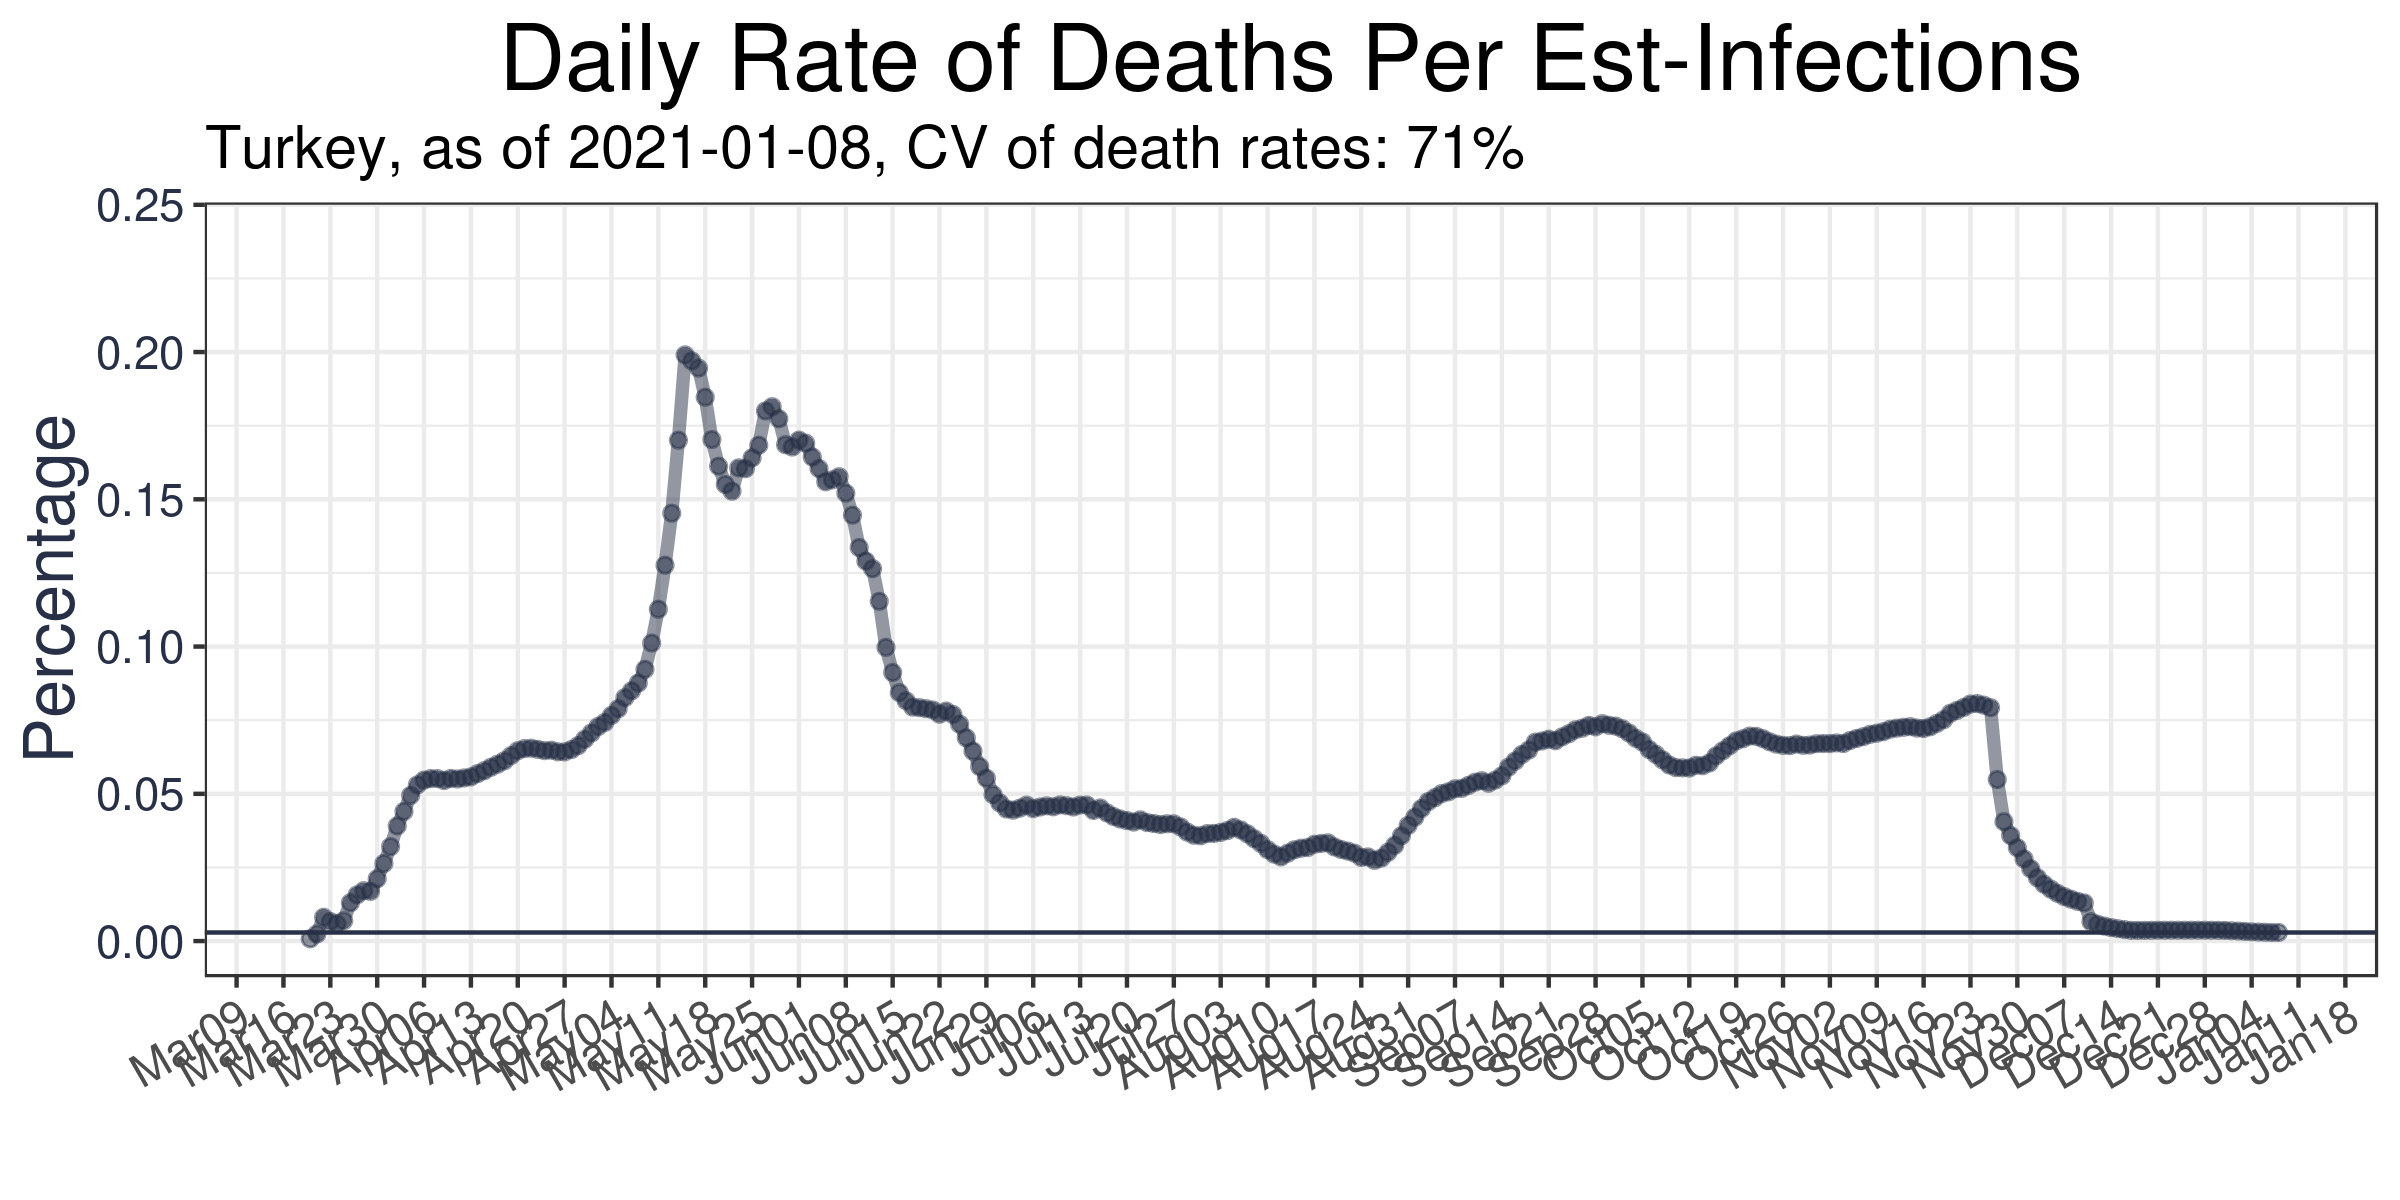 Daily Rate of Deaths Per Est-Infections
Turkey, as of 2021-01-08, CV of death rates: 71%
Percentage
0.25
0.20
0.15
0.10
0.05
0.00
Mar09
Mar16
Mar23
Mar30
Apr06
Apr13
Apr20
Apr27
May04
May11
May18
May25
Jun01
Jun08
Jun15
Jun22
Jun29
Jul06
Jul13
Jul20
Jul27
Aug03
Aug10
Aug17
Aug24
Aug31
Sep07
Sep14
Sep21
Sep28
Oct05
Oct12
Oct19
Oct26
Nov02
Nov09
Nov16
Nov23
Nov30
Dec07
Dec14
Dec21
Dec28
Jan04
Jan11
Jan18